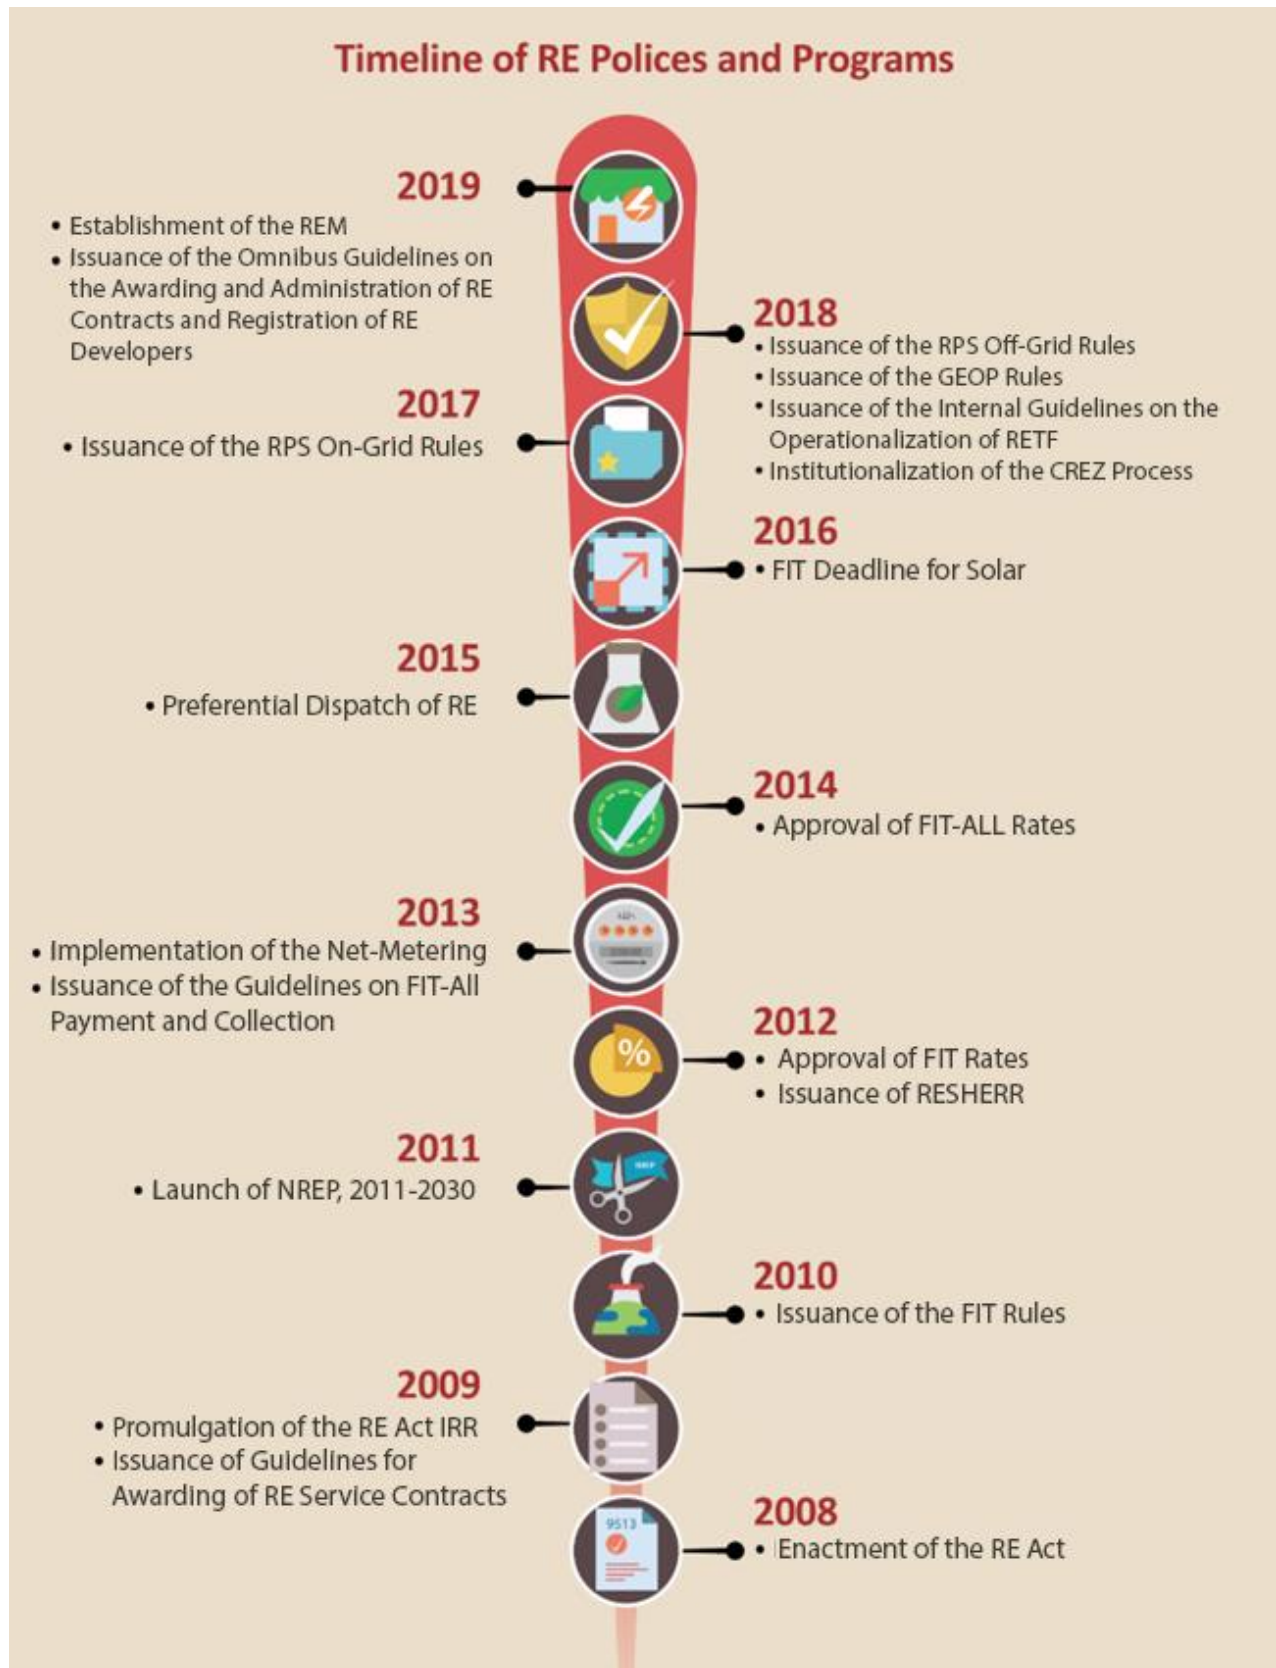 Timeline of RE Polices and Programs
2019
• Establishment of the REM
• Issuance of the Omnibus Guidelines on
the Awarding and Administration of RE
Contracts and Registration of RE
Developers
2018
• Issuance of the RPS Off-Grid Rules
• Issuance of the GEOP Rules
• Issuance of the Internal Guidelines on the
Operationalization of RETF
• Institutionalization of the CREZ Process
2017
• Issuance of the RPS On-Grid Rules
2016
• FIT Deadline for Solar
2015
• Preferential Dispatch of RE
2014
• Approval of FIT-ALL Rates
2013
• Implementation of the Net-Metering
• Issuance of the Guidelines on FIT-All
Payment and Collection
2012
%
• Approval of FIT Rates
• Issuance of RESHERR
2011
• Launch of NREP, 2011-2030
NREP
2010
• Issuance of the FIT Rules
2009
• Promulgation of the RE Act IRR
• Issuance of Guidelines for
Awarding of RE Service Contracts
2008
9513
• Enactment of the RE Act